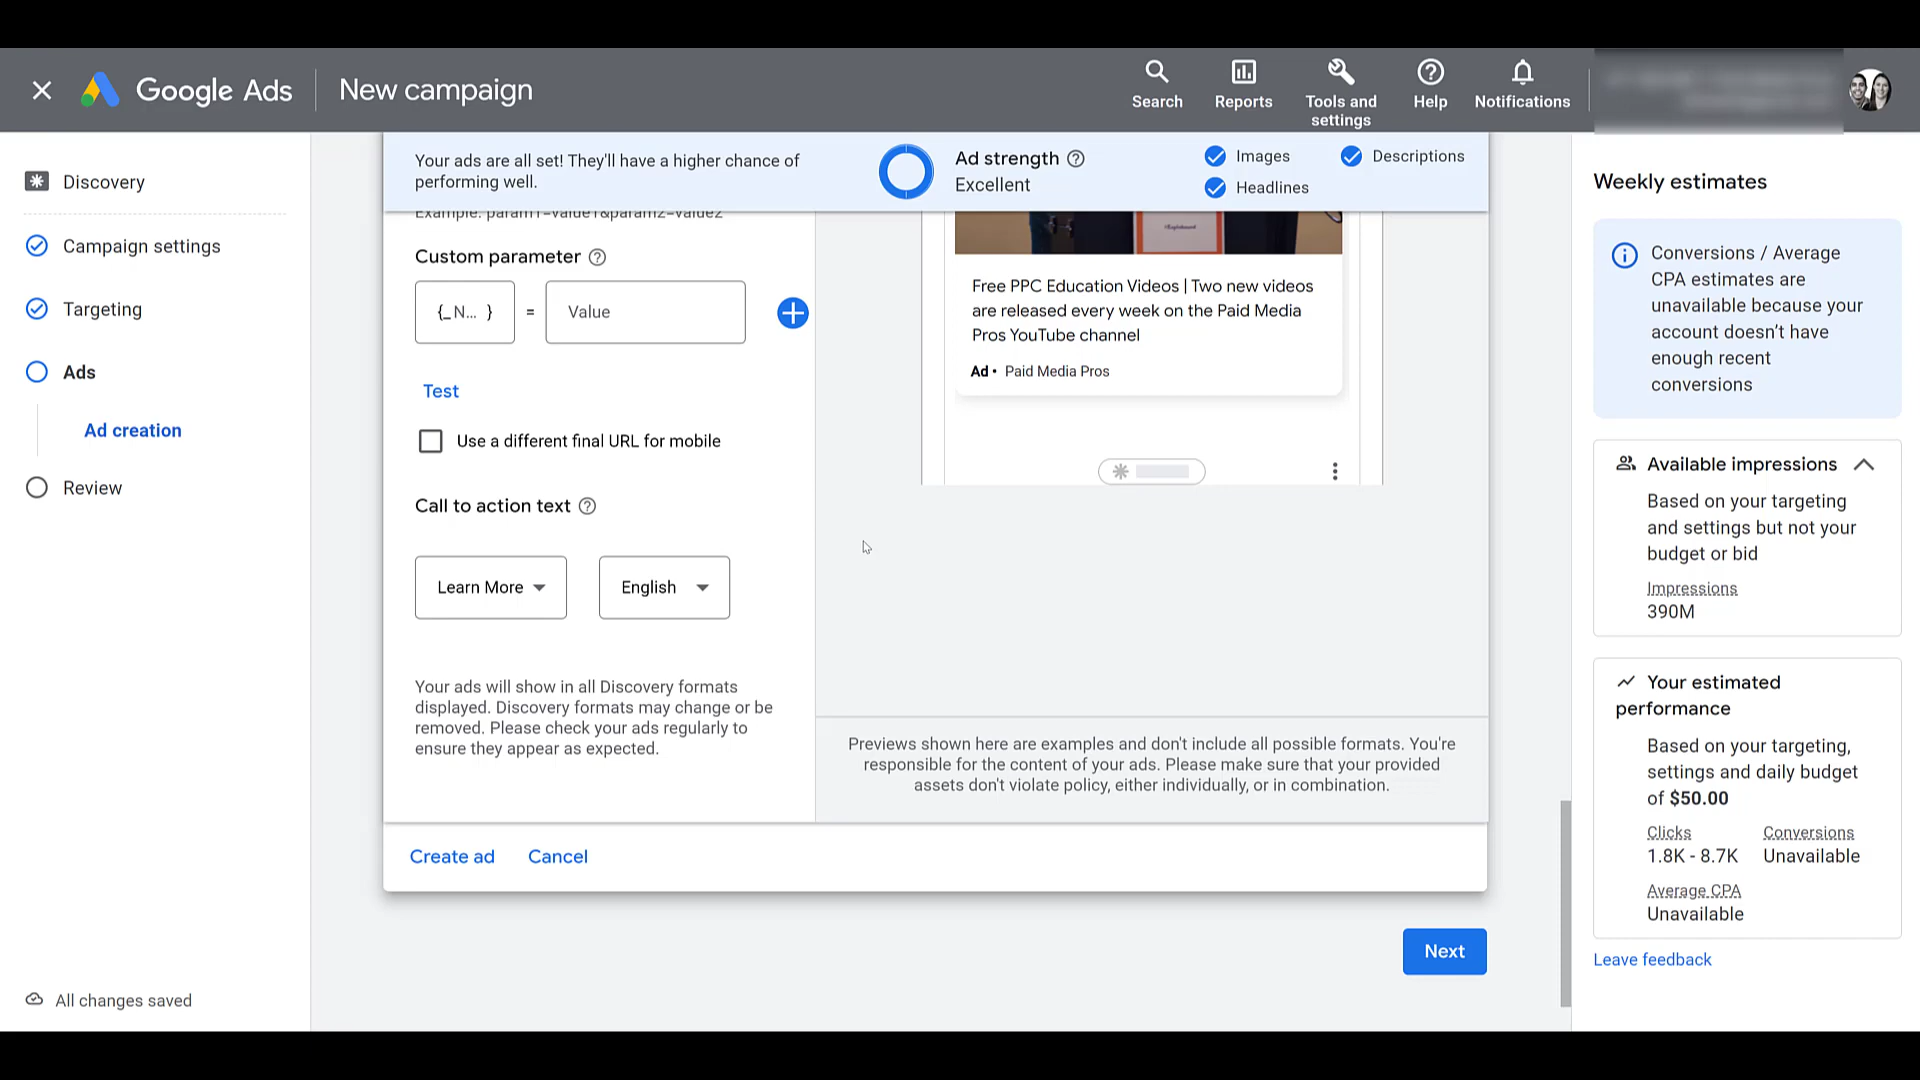 Google Ads
New campaign
Search
Reports
Tools and
settings
Help
Notifications
Discovery
Campaign settings
Targeting
Ads
Ad creation
Review
All changes saved
Your ads are all set! They'll have a higher chance of
performing well.
Ad strength
Excellent
Images
Descriptions
Headlines
Example: param1=value1&param2=value2
Custom parameter
{_ N... }
=
Value
Test
Use a different final URL for mobile
Call to action text
Learn More
English
Your ads will show in all Discovery formats
displayed. Discovery formats may change or be
removed. Please check your ads regularly to
ensure they appear as expected.
Free PPC Education Videos | Two new videos
are released every week on the Paid Media
Pros YouTube channel
Ad • Paid Media Pros
Previews shown here are examples and don't include all possible formats. You're
responsible for the content of your ads. Please make sure that your provided
assets don't violate policy, either individually, or in combination.
Create ad
Cancel
Next
Weekly estimates
Conversions / Average
CPA estimates are
unavailable because your
account doesn’t have
enough recent
conversions
Available impressions
Based on your targeting
and settings but not your
budget or bid
Impressions
390M
Your estimated
performance
Based on your targeting,
settings and daily budget
of $50.00
Clicks
1.8K - 8.7K
Conversions
Unavailable
Average CPA
Unavailable
Leave feedback